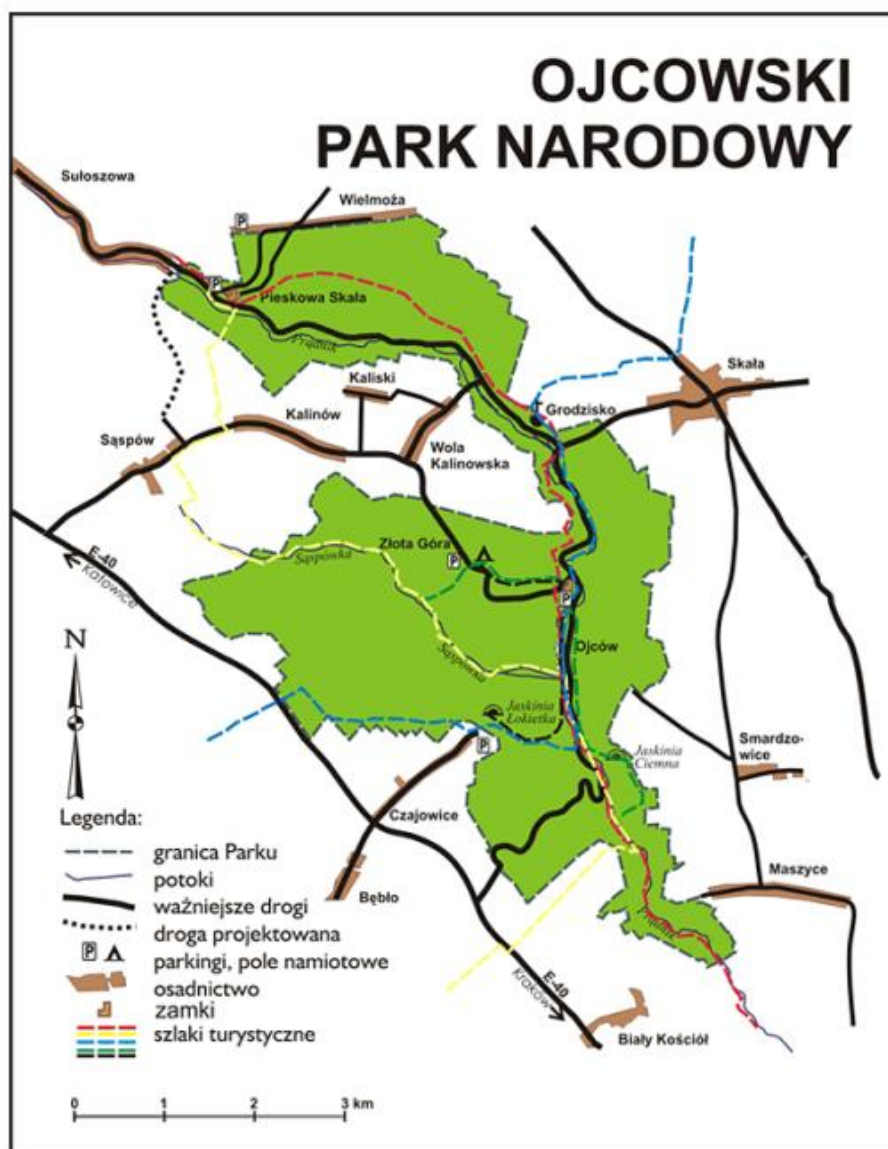 OJCOWSKI
PARK NARODOWY
Sułoszowa
Wielmoża
P
P
Pieskowa Skała
Prądnik
Skała
Kaliski
Grodzisko
Kalinów
Sąspów
Wola
Kalinowska
Złota Góra
Sąspówka
P
E-40
Katowice
P
Ojców
Sąspówka
N
Jaskinia
Łokietka
P
Jaskinia
Ciemna
Smardzo-
wice
Legenda:
Czajowice
granica Parku
potoki
Maszyce
ważniejsze drogi
Bębło
Prądnik
droga projektowana
P
parkingi, pole namiotowe
osadnictwo
E-40
Kraków
zamki
szlaki turystyczne
Biały Kościół
0 1 2 3 km